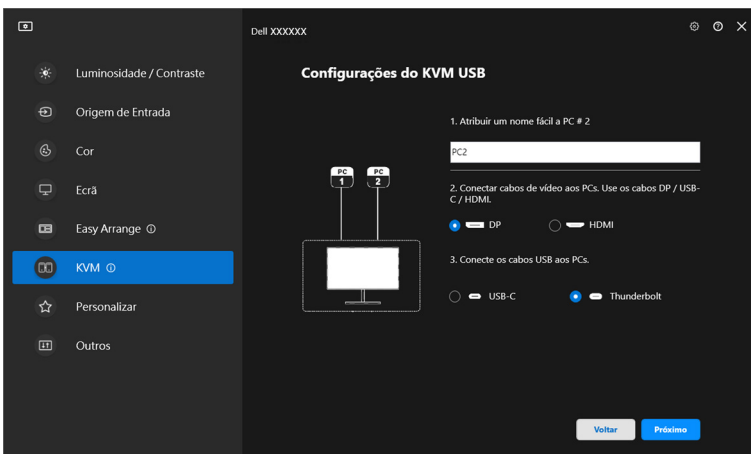 Dell XXXXXX
Luminosidade / Contraste
Origem de Entrada
Cor
Ecrã
Easy Arrange
KVM
Personalizar
Outros
Configurações do KVM USB
1. Atribuir um nome fácil a PC # 2
PC2
PC 1
PC 2
2. Conectar cabos de vídeo aos PCs. Use os cabos DP / USB-
C / HDMI.
DP
HDMI
3. Conecte os cabos USB aos PCs.
USB-C
Thunderbolt
Voltar
Próximo